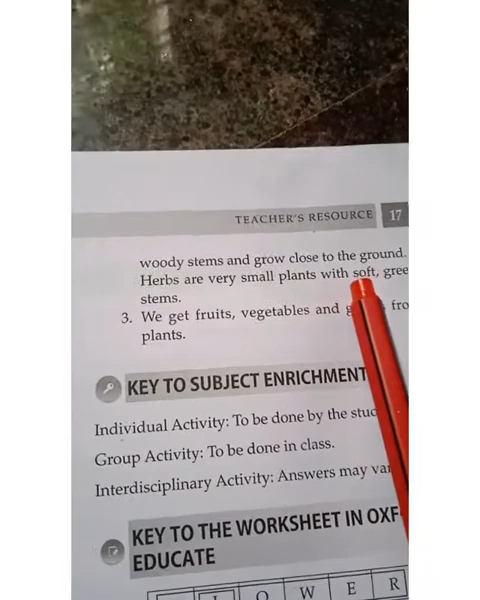 TEACHER'S RESOURCE 17
woody stems and grow close to the ground.
Herbs are very small plants with soft, gree
stems.
3. We get fruits, vegetables and g fro
plants.
KEY TO SUBJECT ENRICHMENT
Individual Activity: To be done by the stud
Group Activity: To be done in class.
Interdisciplinary Activity: Answers may va
KEY TO THE WORKSHEET IN OXF
EDUCATE
L O W E R